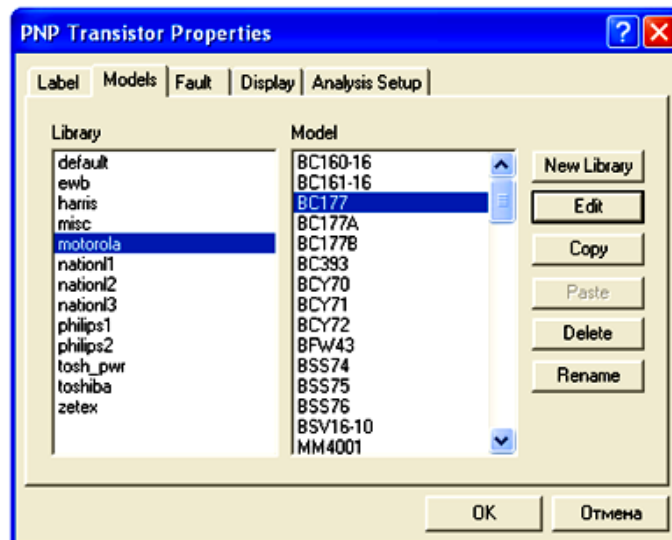 PNP Transistor Properties
Label Models Fault Display Analysis Setup
Library
default
ewb
harris
misc
motorola
nationl1
nationl2
nationl3
philips1
philips2
tosh_pwr
toshiba
zetex
Model
BC160-16
BC161-16
BC177
BC177A
BC177B
BC393
BCY70
BCY71
BCY72
BFW43
BSS74
BSS75
BSS76
BSV16-10
MM4001
New Library
Edit
Copy
Paste
Delete
Rename
OK Отмена